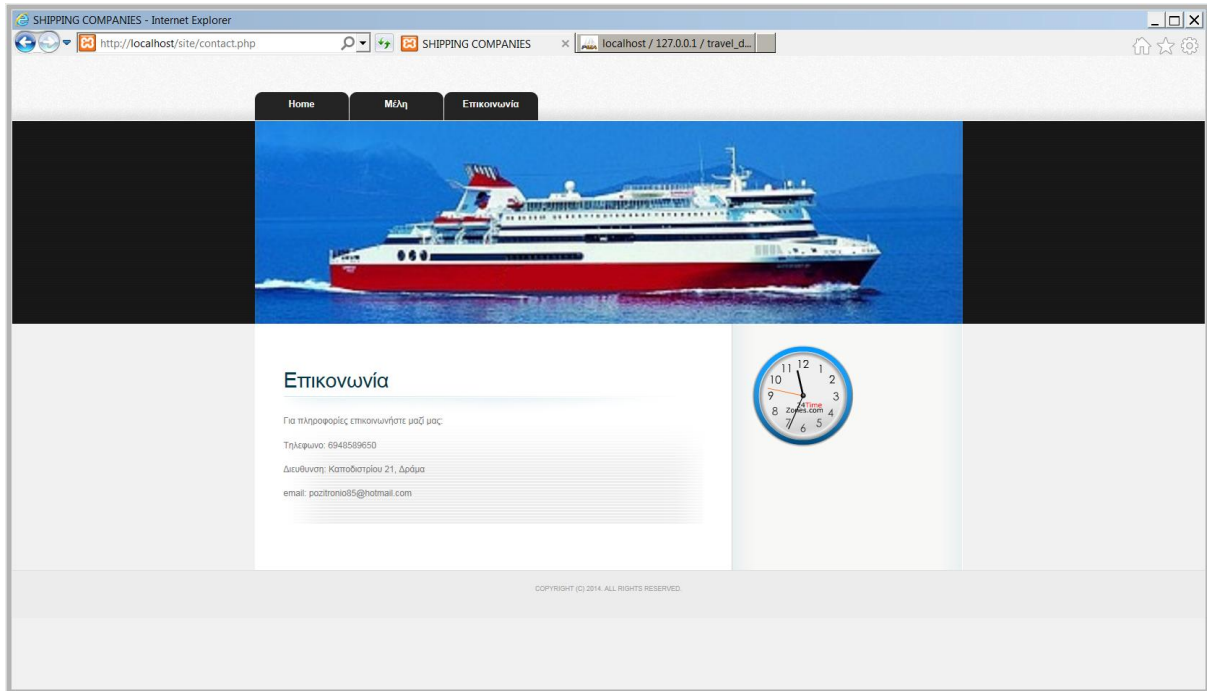 SHIPPING COMPANIES - Internet Explorer
http://localhost/site/contact.php
SHIPPING COMPANIES
localhost / 127.0.0.1 / travel_d...
Home Μέλη Επικοινωνία
Επικονωνία
Για πληροφορίες επικοινωνήστε μαζί μας:
Τηλεφωνο: 6948589650
Διευθυνση: Καποδιστρίου 21, Δράμα
email: pozitronio85@hotmail.com
12
11 1
10 2
9 3
24Time
8 Zones.com 4
7 6 5
COPYRIGHT (C) 2014. ALL RIGHTS RESERVED.